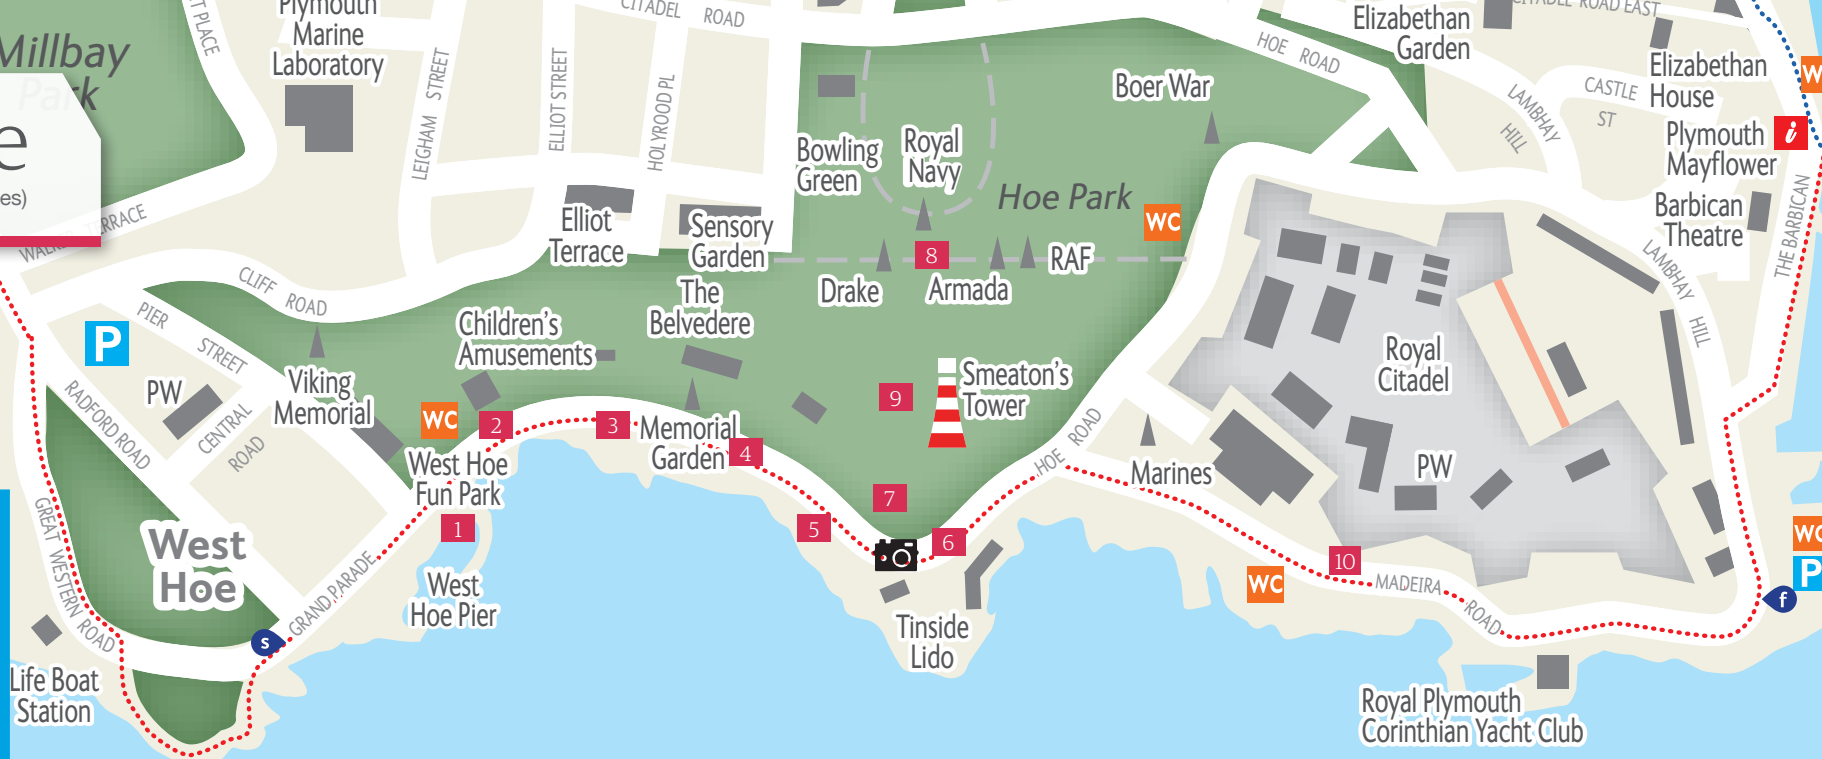 Plymouth
Marine
Laboratory
Millbay
Park
e
es)
CITADEL ROAD
LEIGHAM STREET
ELLIOT STREET
HOLYROOD PL
HOE ROAD
Elizabethan
Garden
CITADEL ROAD EAST
Elizabethan
House
CASTLE
ST
LAMBHAY
HILL
W
Plymouth
Mayflower
i
Barbican
Theatre
THE BARBICAN
LAMBHAY
HILL
Boer War
Bowling
Green
Royal
Navy
Hoe Park
WC
Elliot
Terrace
Sensory
Garden
8
RAF
Drake
Armada
The
Belvedere
TERRACE
CLIFF ROAD
PIER
STREET
P
PW
CENTRAL
ROAD
RADFORD ROAD
Viking
Memorial
Children's
Amusements
WC
2
3
Memorial
Garden
4
9
Smeaton's
Tower
Royal
Citadel
PW
West Hoe
Fun Park
1
5
7
6
HOE ROAD
Marines
10
WC
MADEIRA
ROAD
WC
P
f
GREAT WESTERN ROAD
West
Hoe
GRAND PARADE
s
West
Hoe Pier
Tinside
Lido
Life Boat
Station
Royal Plymouth
Corinthian Yacht Club